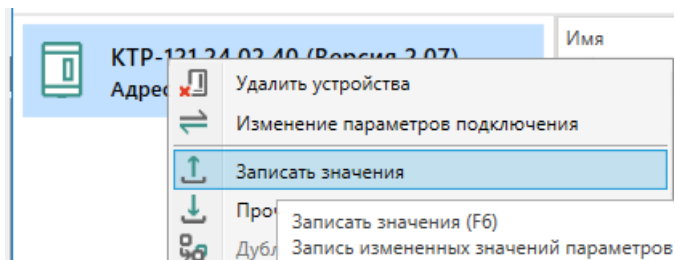 КТР-121.24.02.40 (Версия 2.07)
Имя
Адрес
Удалить устройства
Изменение параметров подключения
Записать значения
Записать значения (F6)
Запись измененных значений параметров